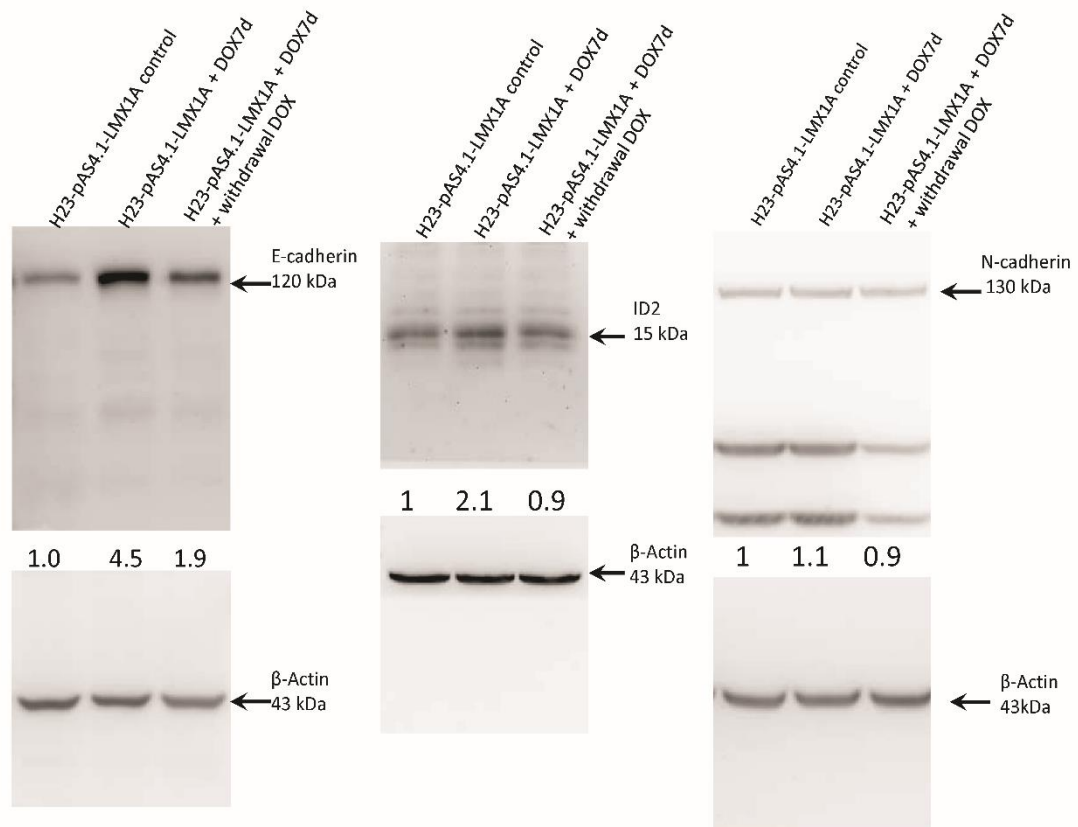 H23-pAS4.1-LMX1A control
H23-pAS4.1-LMX1A + DOX7d
H23-pAS4.1-LMX1A + DOX7d
+ withdrawal DOX
E-cadherin
120 kDa
1.0 4.5 1.9
β-Actin
43 kDa
H23-pAS4.1-LMX1A control
H23-pAS4.1-LMX1A + DOX7d
H23-pAS4.1-LMX1A + DOX7d
+ withdrawal DOX
ID2
15 kDa
1 2.1 0.9
β-Actin
43 kDa
H23-pAS4.1-LMX1A control
H23-pAS4.1-LMX1A + DOX7d
H23-pAS4.1-LMX1A + DOX7d
+ withdrawal DOX
N-cadherin
130 kDa
1 1.1 0.9
β-Actin
43kDa